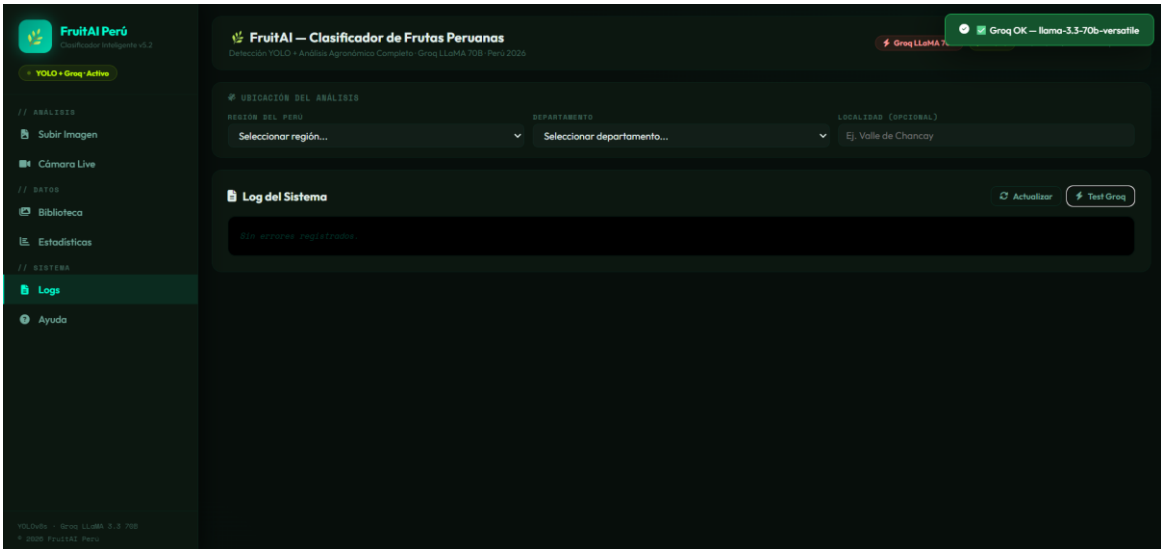 FruitAI Perú
Clasificador Inteligente v5.2
YOLO + Groq · Activo
// ANÁLISIS
Subir Imagen
Cámara Live
// DATOS
Biblioteca
Estadísticas
// SISTEMA
Logs
Ayuda
YOLOv8s · Groq LLaMA 3.3 70B
© 2026 FruitAI Perú
FruitAI — Clasificador de Frutas Peruanas
Detección YOLO + Análisis Agronómico Completo · Groq LLaMA 70B · Perú 2026
Groq LLaMA 7
Groq OK — llama-3.3-70b-versatile
UBICACIÓN DEL ANÁLISIS
REGIÓN DEL PERÚ
DEPARTAMENTO
LOCALIDAD (OPCIONAL)
Seleccionar región...
Seleccionar departamento...
Ej. Valle de Chancay
Log del Sistema
Actualizar
Test Groq
Sin errores registrados.